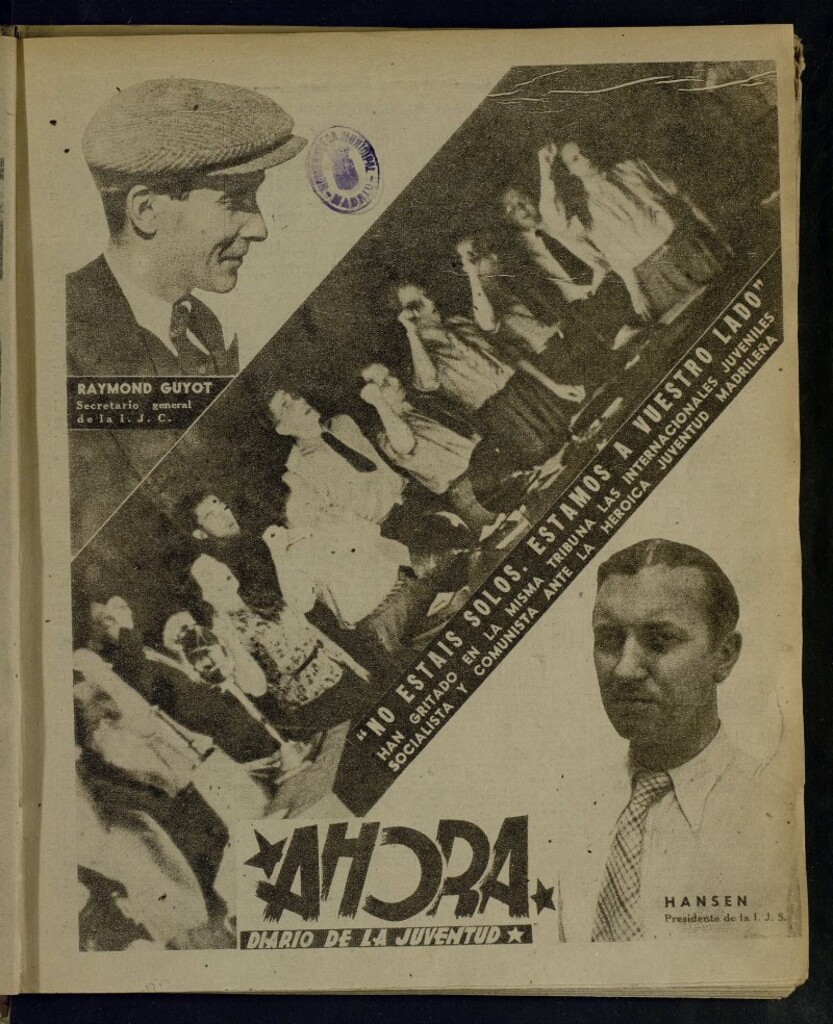 HEMEROTECA MUNICIPAL
MADRID
RAYMOND GUYOT
Secretario general
de la I. J. C.
"NO ESTAIS SOLOS. ESTAMOS A VUESTRO LADO"
HAN GRITADO EN LA MISMA TRIBUNA LAS INTERNACIONALES JUVENILES
SOCIALISTA Y COMUNISTA ANTE LA HEROICA JUVENTUD MADRILEÑA
AHORA
DIARIO DE LA JUVENTUD
HANSEN
Presidente de la I. J. S.